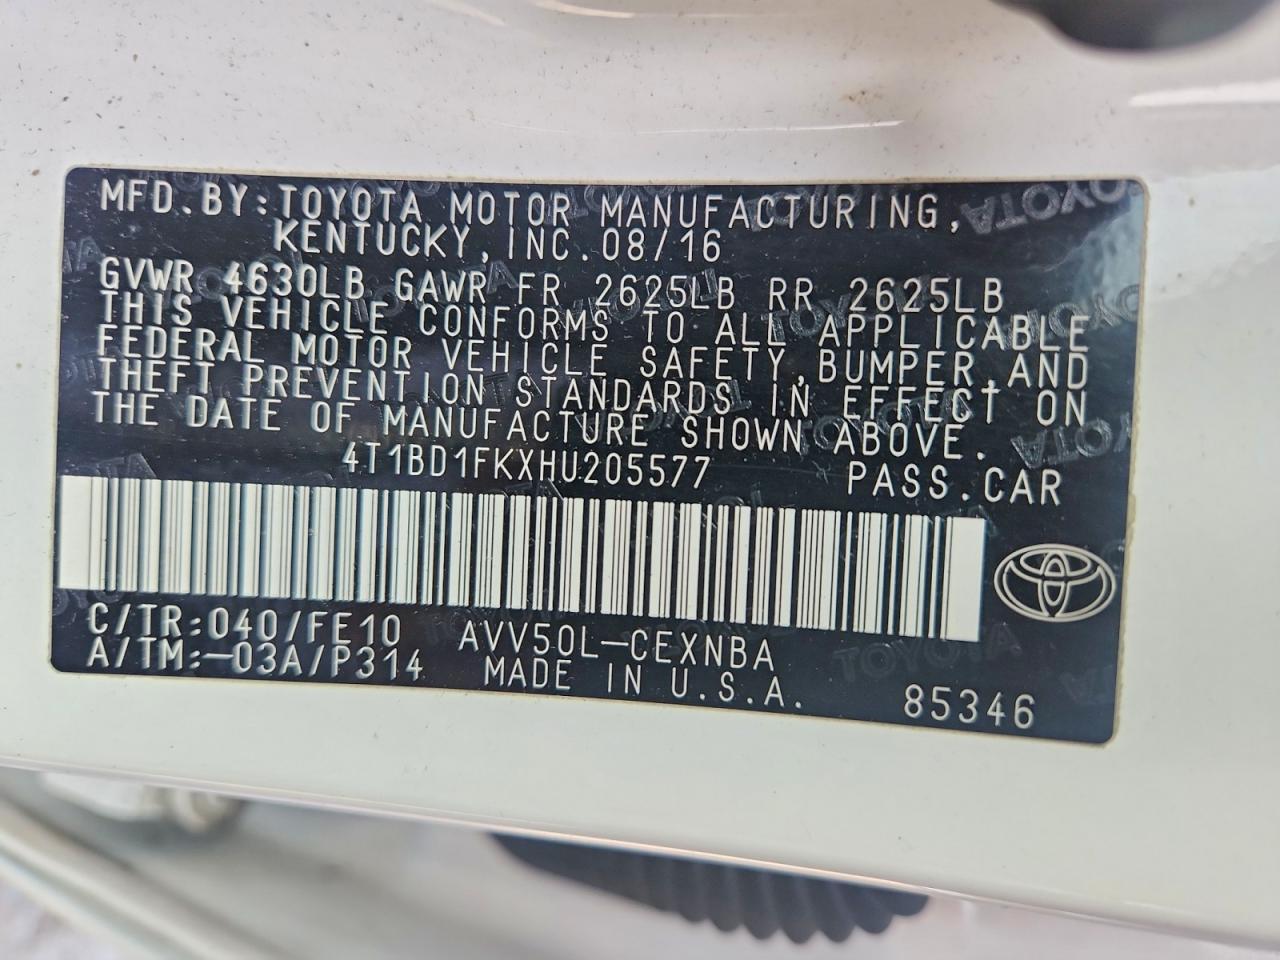 MFD.BY:TOYOTA MOTOR MANUFACTURING,
KENTUCKY, INC. 08/16
GVWR 4630LB GAWR FR 2625LB RR 2625LB
THIS VEHICLE CONFORMS TO ALL APPLICABLE
FEDERAL MOTOR VEHICLE SAFETY, BUMPER, AND
THEFT PREVENTION STANDARDS IN EFFECT ON
THE DATE OF MANUFACTURE SHOWN ABOVE.
4T1BD1FKXHU205577 PASS.CAR
C/TR:040/FE10 AVV50L-CEXNBA
A/TM:-03A/P314 MADE IN U.S.A. 85346